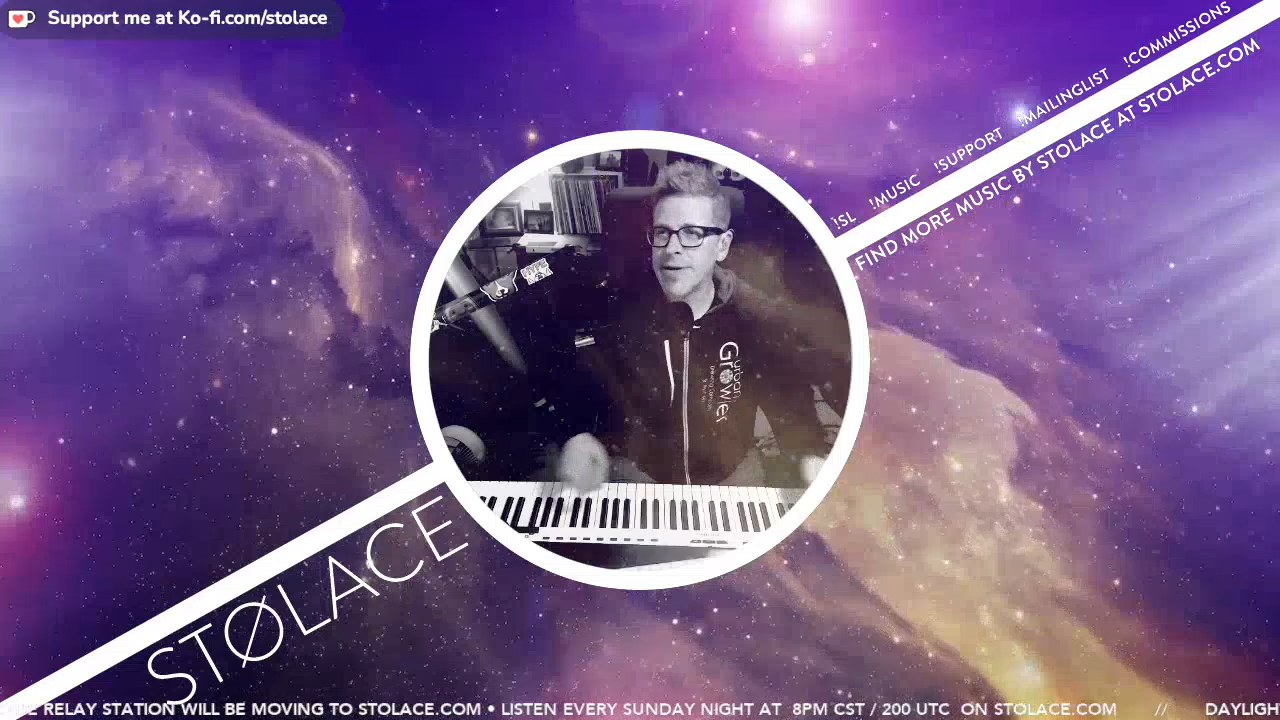 Support me at Ko-fi.com/stolace
!SL !MUSIC !SUPPORT !MAILINGLIST !COMMISSIONS
FIND MORE MUSIC BY STOLACE AT STOLACE.COM
Growler
STØLACE
RELAY STATION WILL BE MOVING TO STOLACE.COM • LISTEN EVERY SUNDAY NIGHT AT 8PM CST / 200 UTC ON STOLACE.COM // DAYLIGH